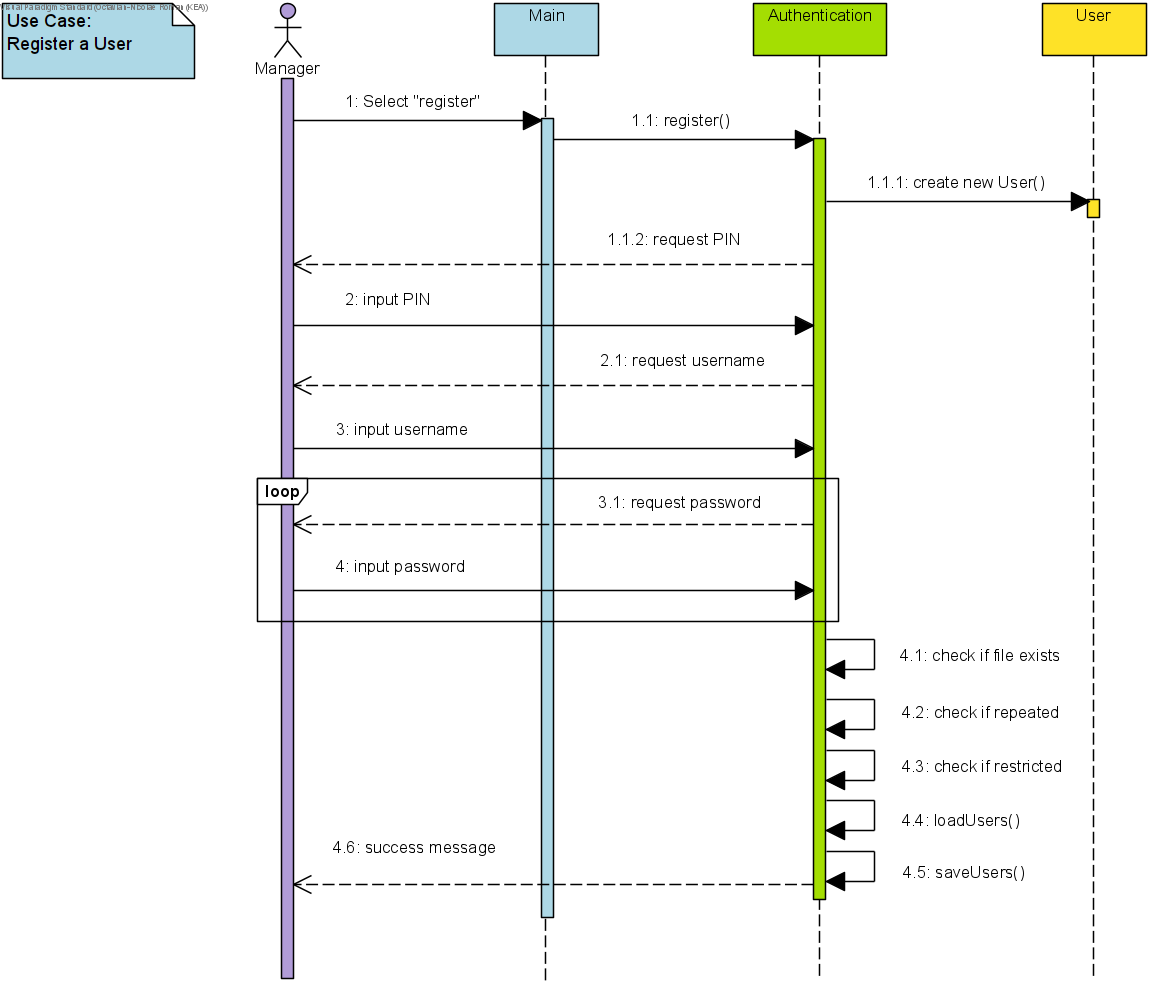 Visual Paradigm Standard (Octavian-Nicolae Roman (KEA))
Use Case:
Register a User
Manager
Main
Authentication
User
1: Select "register"
1.1: register()
1.1.1: create new User()
1.1.2: request PIN
2: input PIN
2.1: request username
3: input username
loop
3.1: request password
4: input password
4.1: check if file exists
4.2: check if repeated
4.3: check if restricted
4.4: loadUsers()
4.6: success message
4.5: saveUsers()